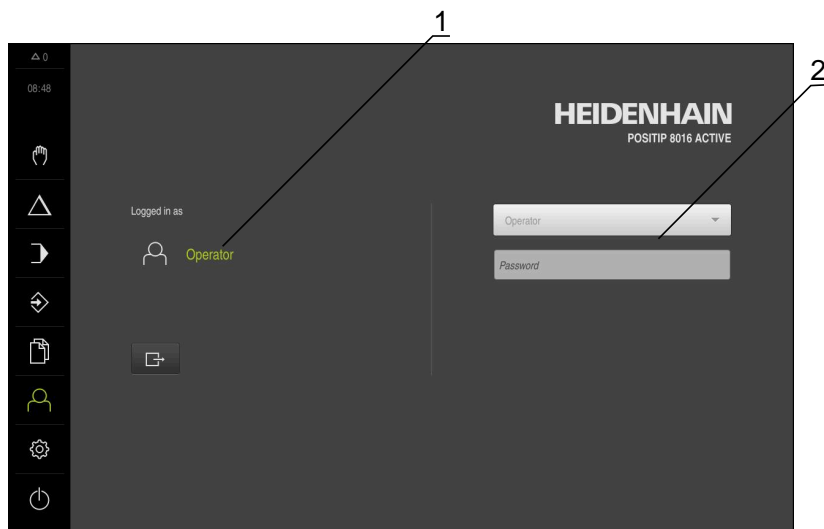 1
2
△ 0
08:48
HEIDENHAIN
POSITIP 8016 ACTIVE
Logged in as
Operator
Operator
Password